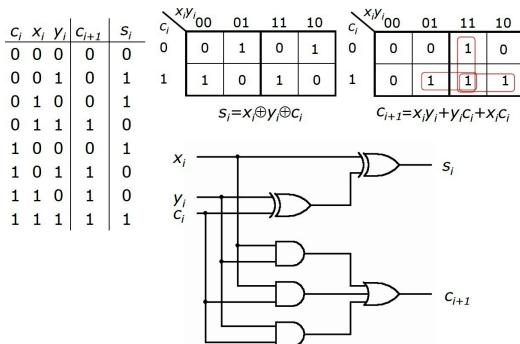 c_i x_i y_i c_{i+1} s_i
0 0 0 0 0
0 0 1 0 1
0 1 0 0 1
0 1 1 1 0
1 0 0 0 1
1 0 1 1 0
1 1 0 1 0
1 1 1 1 1
x_iy_i
c_i 00 01 11 10
0 0 1 0 1
1 1 0 1 0
s_i=x_i⊕y_i⊕c_i
x_iy_i
c_i 00 01 11 10
0 0 0 1 0
1 0 1 1 1
c_{i+1}=x_iy_i+y_ic_i+x_ic_i
x_i
s_i
y_i
c_i
c_{i+1}